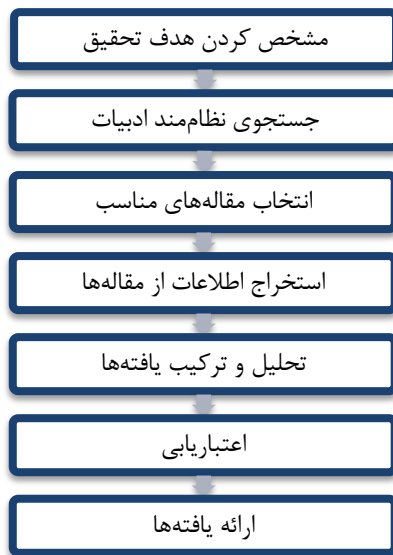 مشخص کردن هدف تحقیق
جستجوی نظام‌مند ادبیات
انتخاب مقاله‌های مناسب
استخراج اطلاعات از مقاله‌ها
تحلیل و ترکیب یافته‌ها
اعتباریابی
ارائه یافته‌ها